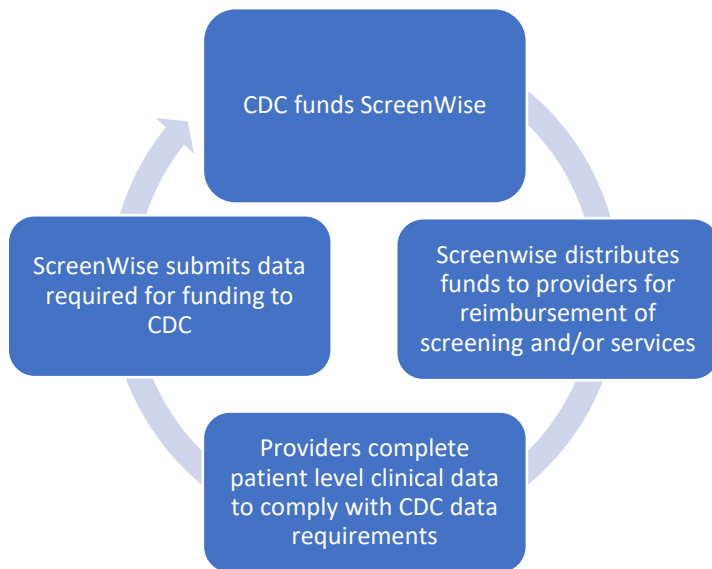 CDC funds ScreenWise
Screenwise distributes
funds to providers for
reimbursement of
screening and/or services
Providers complete
patient level clinical data
to comply with CDC data
requirements
ScreenWise submits data
required for funding to
CDC